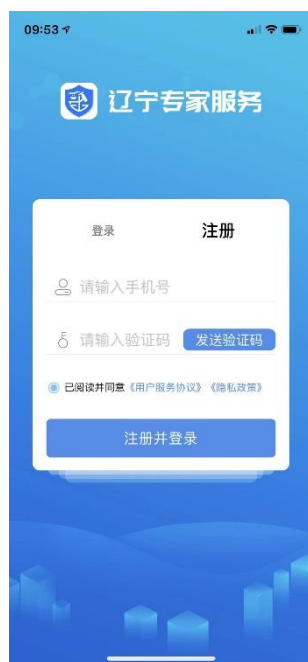 09:53
辽宁专家服务
登录 注册
请输入手机号
请输入验证码 发送验证码
已阅读并同意《用户服务协议》《隐私政策》
注册并登录